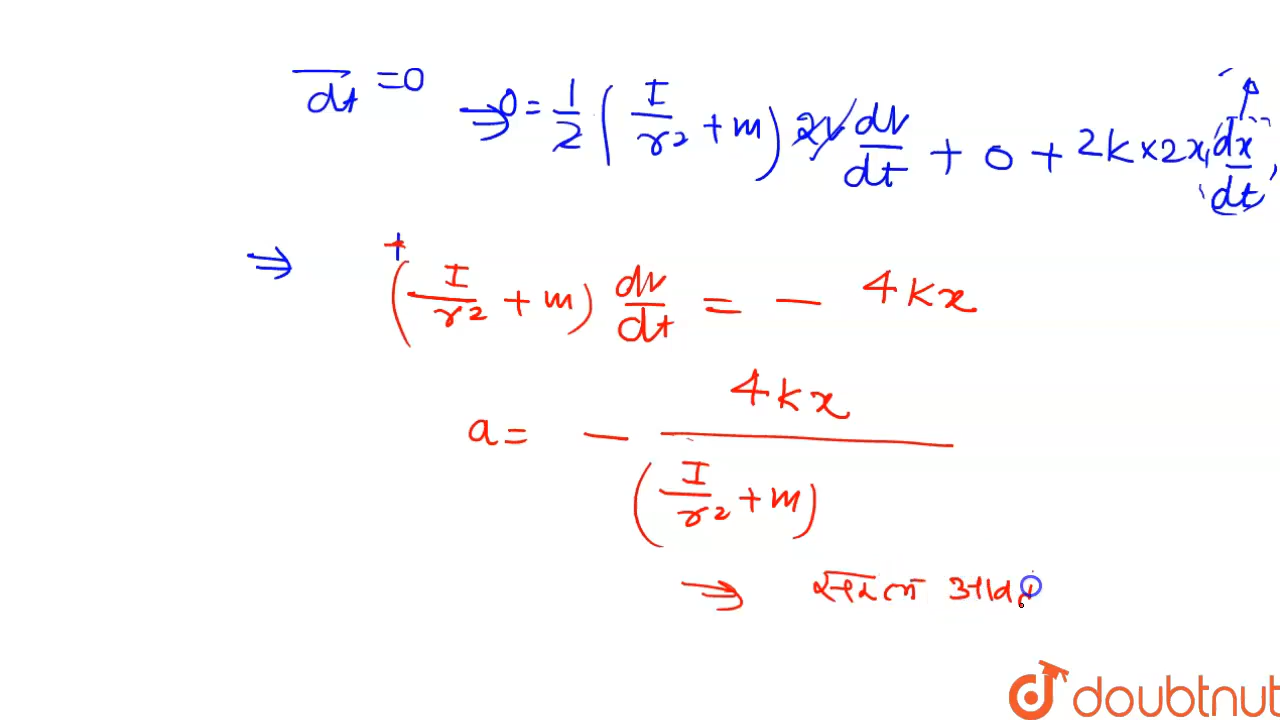 dt =0 ⇒ 0 = 1/2 (I/r² + m) 2v dv/dt + 0 + 2k×2x, dx/dt,
⇒ (I/r² + m) dv/dt = - 4kx
a = - 4kx / (I/r² + m)
⇒ सरल आव
doubtnut